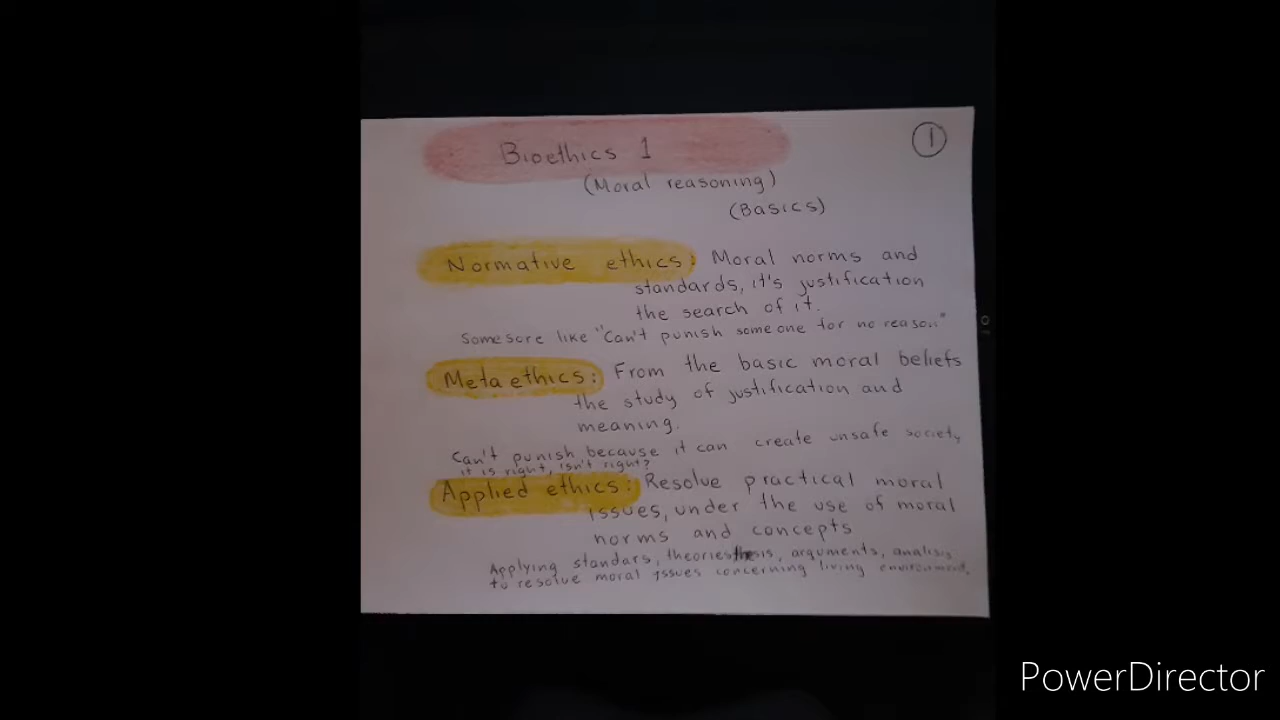 Bioethics 1
1
(Moral reasoning)
(Basics)
Normative ethics: Moral norms and
standards, it's justification
the search of it.
Somesore like "Can't punish someone for no reason"
Meta ethics: From the basic moral beliefs
the study of justification and
meaning.
Can't punish because it can create unsafe society,
it is right, isn't right?
Applied ethics: Resolve practical moral
issues, under the use of moral
norms and concepts
Applying standars, theories, arguments, analisis
to resolve moral issues concerning living environment.
PowerDirector